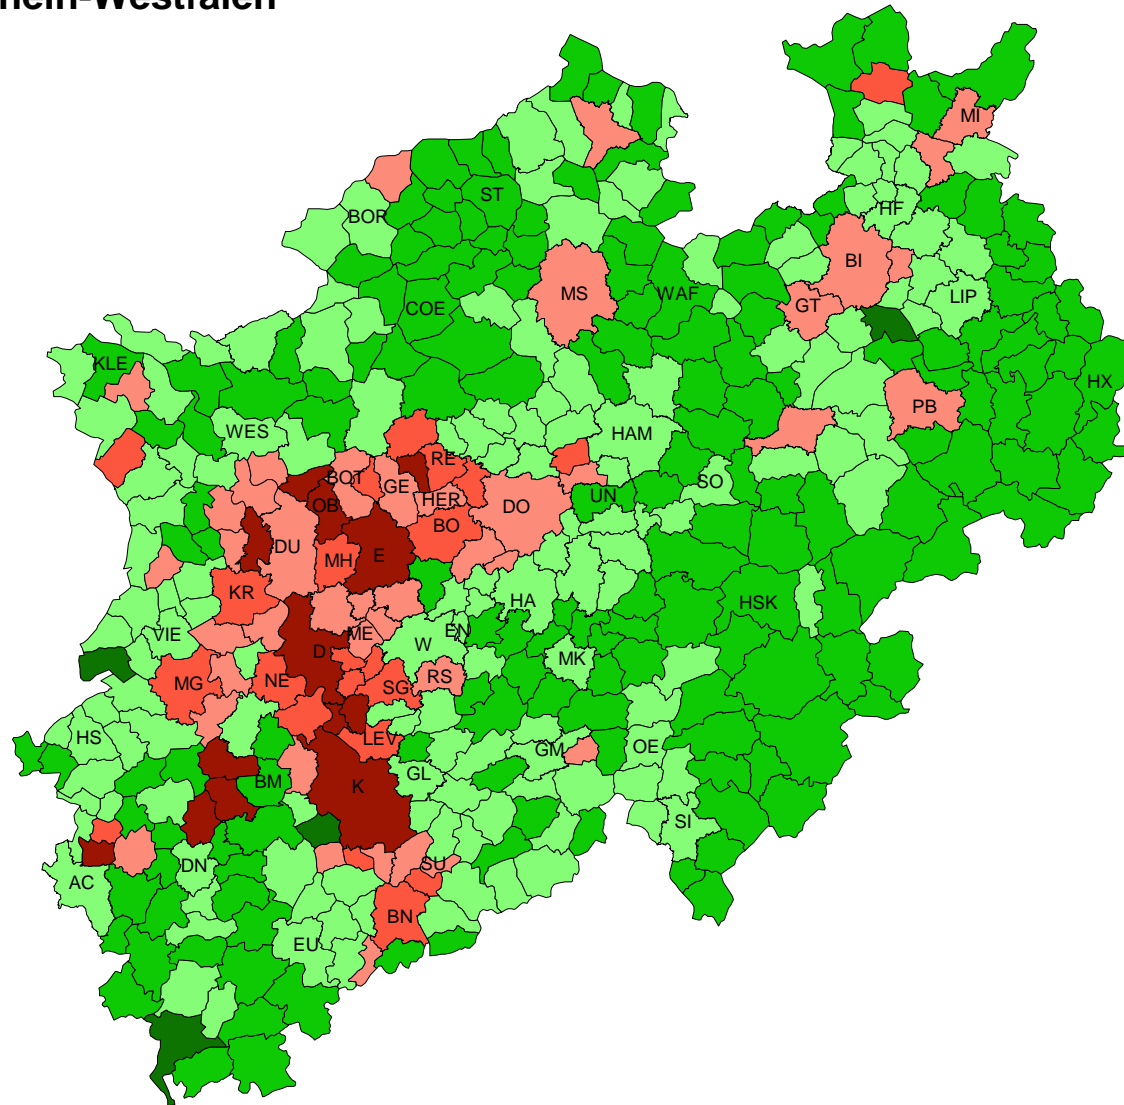 hein-Westfalen
MI
ST
BOR
HF
BI
MS
WAF
LIP
GT
COE
KLE
HX
PB
WES
HAM
RE
BOT
GE
SO
HER
UN
OB
DO
BO
DU
E
MH
KR
HA
HSK
EN
VIE
ME
W
D
MK
RS
MG
NE
SG
HS
LEV
GM
OE
GL
BM
K
SI
SU
DN
AC
BN
EU